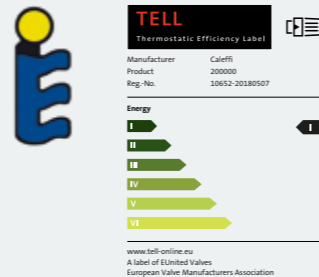 TELL
Thermostatic Efficiency Label
Manufacturer Caleffi
Product 200000
Reg.-No. 10652-20180507
Energy
I I
II
III
IV
V
VI
www.tell-online.eu
A label of EUnited Valves
European Valve Manufacturers Association